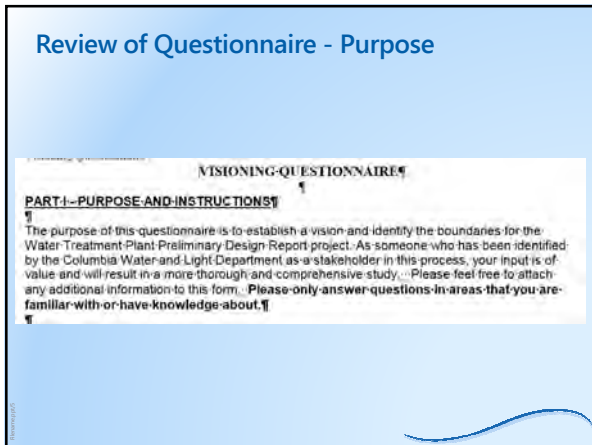 Review of Questionnaire - Purpose
VISIONING·QUESTIONNAIRE¶
¶
PART·I·–·PURPOSE·AND·INSTRUCTIONS¶
¶
The·purpose·of·this·questionnaire·is·to·establish·a·vision·and·identify·the·boundaries·for·the·
Water·Treatment·Plant·Preliminary·Design·Report·project.·As·someone·who·has·been·identified·
by·the·Columbia·Water·and·Light·Department·as·a·stakeholder·in·this·process,·your·input·is·of·
value·and·will·result·in·a·more·thorough·and·comprehensive·study.··Please·feel·free·to·attach·
any·additional·information·to·this·form.··Please·only·answer·questions·in·areas·that·you·are·
familiar·with·or·have·knowledge·about.¶
¶